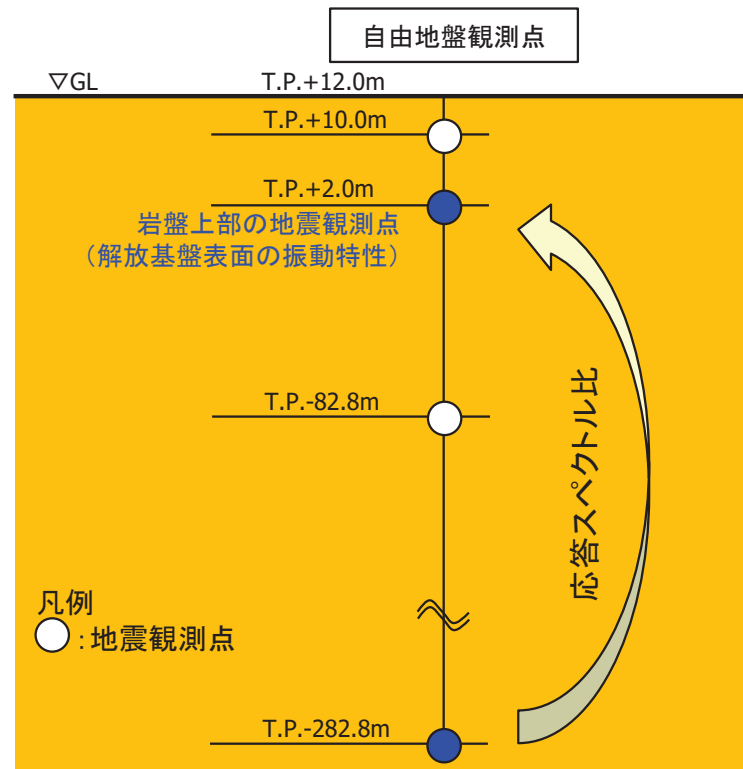 自由地盤観測点
▽GL
T.P.+12.0m
T.P.+10.0m
T.P.+2.0m
岩盤上部の地震観測点
（解放基盤表面の振動特性）
T.P.-82.8m
応答スペクトル比
凡例
○:地震観測点
T.P.-282.8m